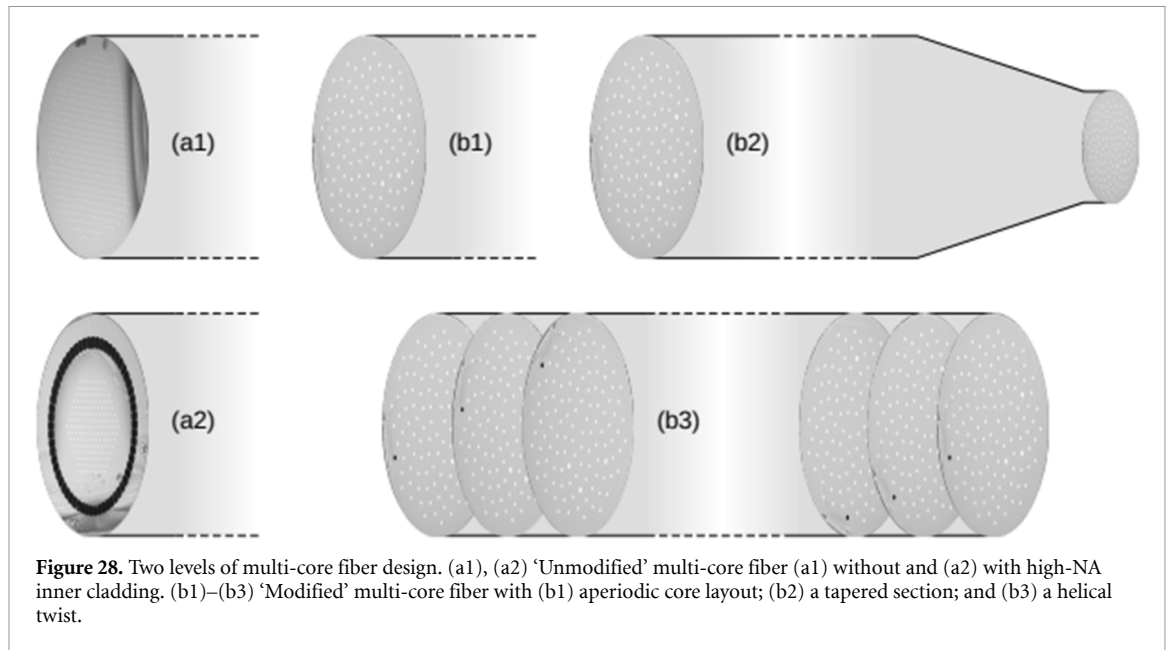 (a1)
(b1)
(b2)
(a2)
(b3)
Figure 28. Two levels of multi-core fiber design. (a1), (a2) ‘Unmodified’ multi-core fiber (a1) without and (a2) with high-NA
inner cladding. (b1)–(b3) ‘Modified’ multi-core fiber with (b1) aperiodic core layout; (b2) a tapered section; and (b3) a helical
twist.